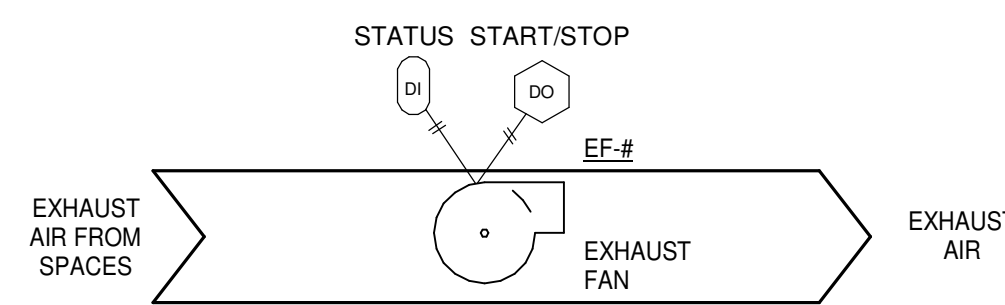 STATUS START/STOP
DI
DO
EF-#
EXHAUST
AIR FROM
SPACES
EXHAUST
FAN
EXHAUST
AIR